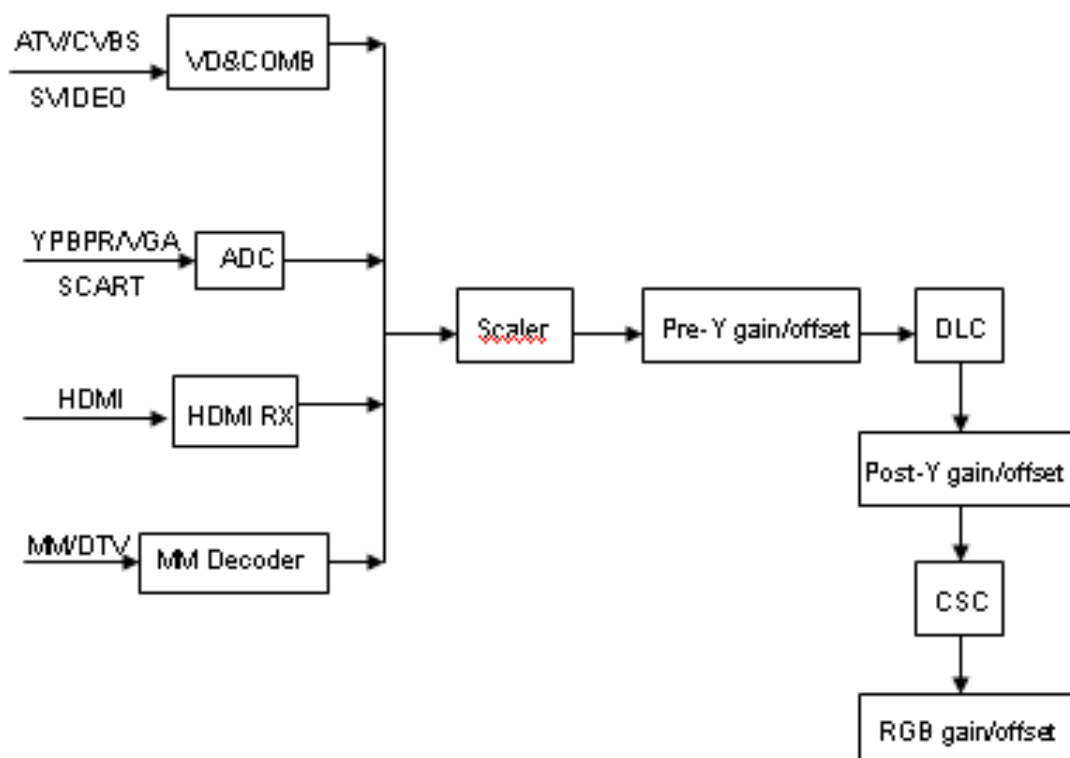 ATV/CVBS
SVIDEO
VD&COMB
YPBPR/VGA
SCART
ADC
HDMI
HDMI RX
MM/DTV
MM Decoder
Scaler
Pre-Y gain/offset
DLC
Post-Y gain/offset
CSC
RGB gain/offset